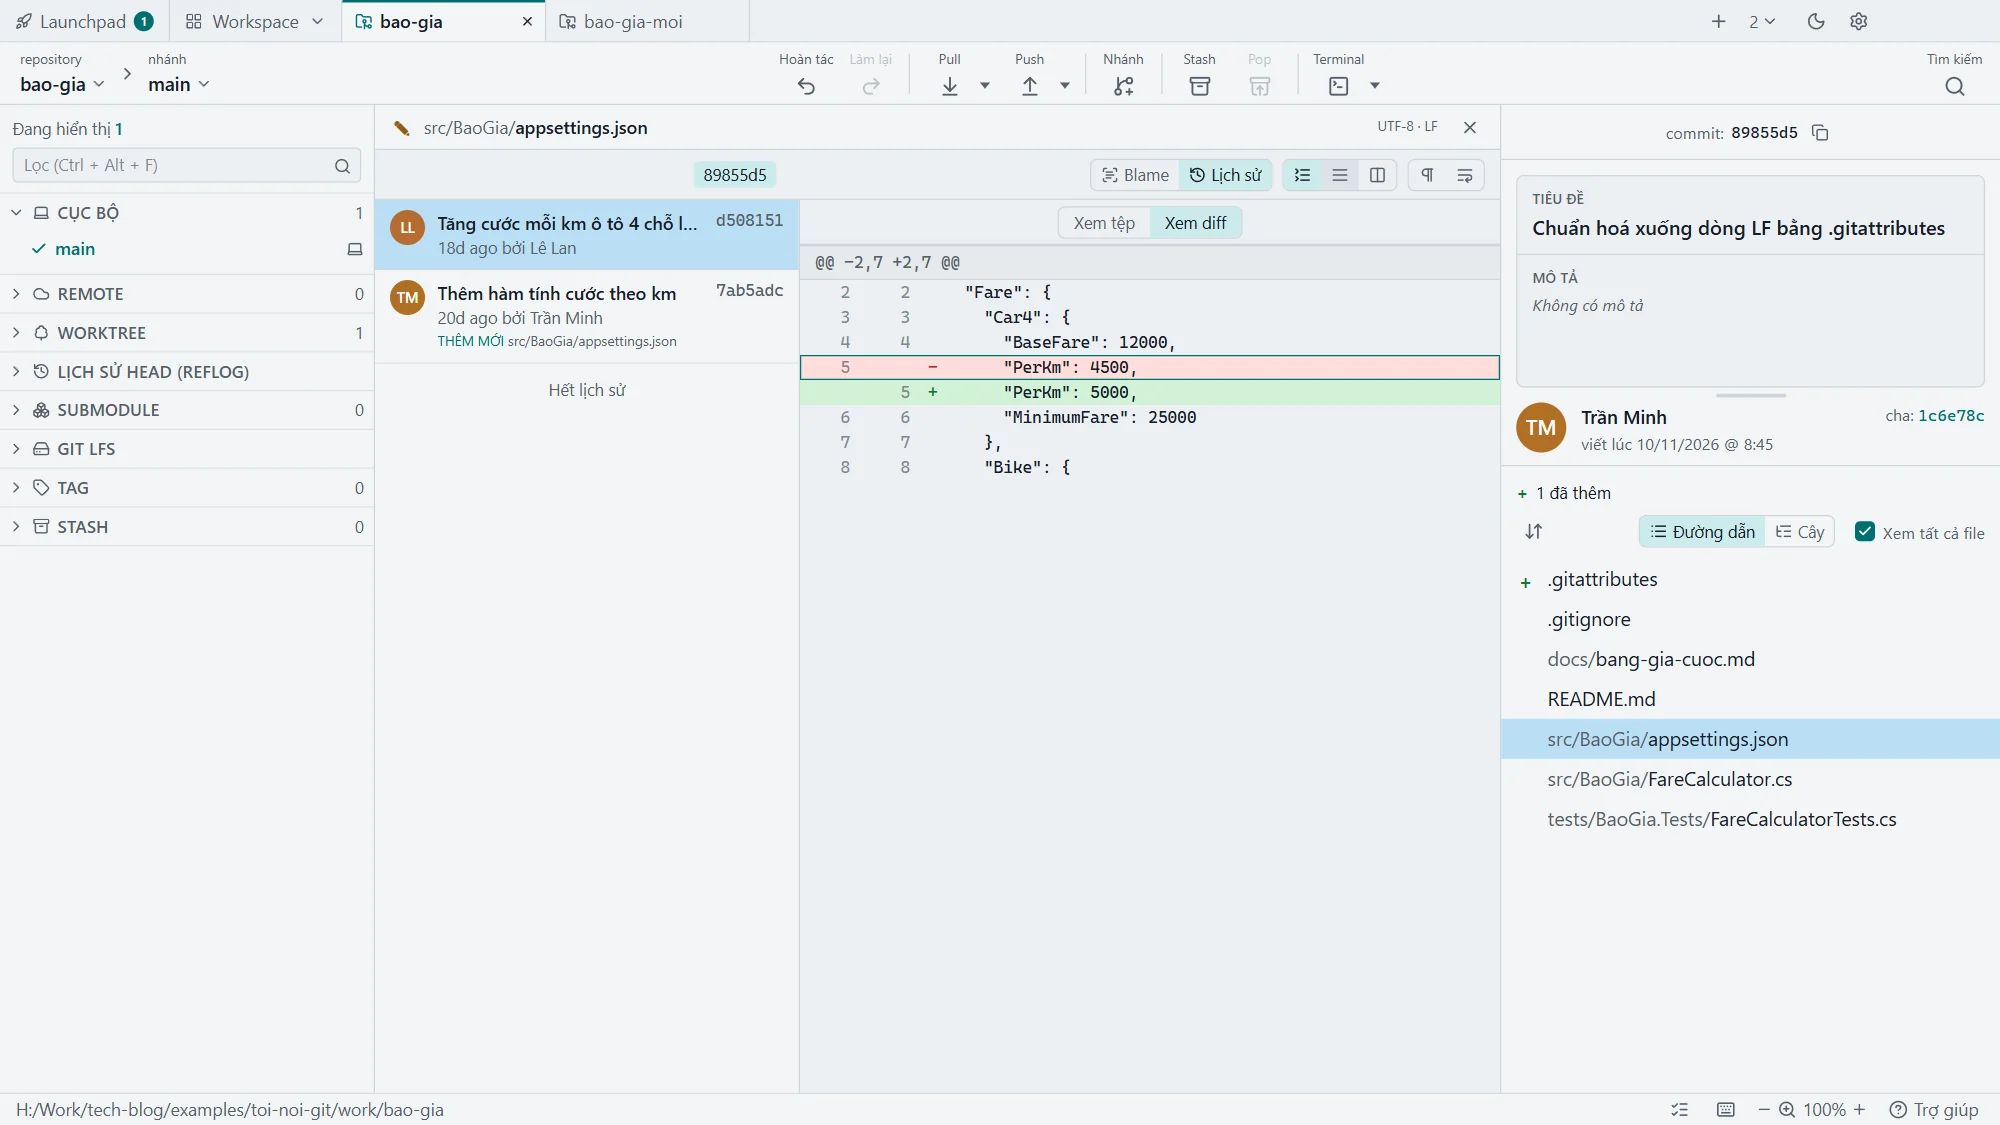 Launchpad 1
Workspace
bao-gia
bao-gia-moi
2
repository
bao-gia
nhánh
main
Hoàn tác
Làm lại
Pull
Push
Nhánh
Stash
Pop
Terminal
Tìm kiếm
Đang hiển thị 1
Lọc (Ctrl + Alt + F)
CỤC BỘ 1
main
REMOTE 0
WORKTREE 1
LỊCH SỬ HEAD (REFLOG)
SUBMODULE 0
GIT LFS
TAG 0
STASH 0
src/BaoGia/appsettings.json
UTF-8 · LF
89855d5
Blame
Lịch sử
LL
Tăng cước mỗi km ô tô 4 chỗ l... d508151
18d ago bởi Lê Lan
TM
Thêm hàm tính cước theo km 7ab5adc
20d ago bởi Trần Minh
THÊM MỚI src/BaoGia/appsettings.json
Hết lịch sử
Xem tệp
Xem diff
@@ −2,7 +2,7 @@
2 2 "Fare": {
3 3 "Car4": {
4 4 "BaseFare": 12000,
5 − "PerKm": 4500,
5 + "PerKm": 5000,
6 6 "MinimumFare": 25000
7 7 },
8 8 "Bike": {
commit: 89855d5
TIÊU ĐỀ
Chuẩn hoá xuống dòng LF bằng .gitattributes
MÔ TẢ
Không có mô tả
TM
Trần Minh
viết lúc 10/11/2026 @ 8:45
cha: 1c6e78c
+ 1 đã thêm
Đường dẫn
Cây
Xem tất cả file
+ .gitattributes
.gitignore
docs/bang-gia-cuoc.md
README.md
src/BaoGia/appsettings.json
src/BaoGia/FareCalculator.cs
tests/BaoGia.Tests/FareCalculatorTests.cs
H:/Work/tech-blog/examples/toi-noi-git/work/bao-gia
100%
Trợ giúp